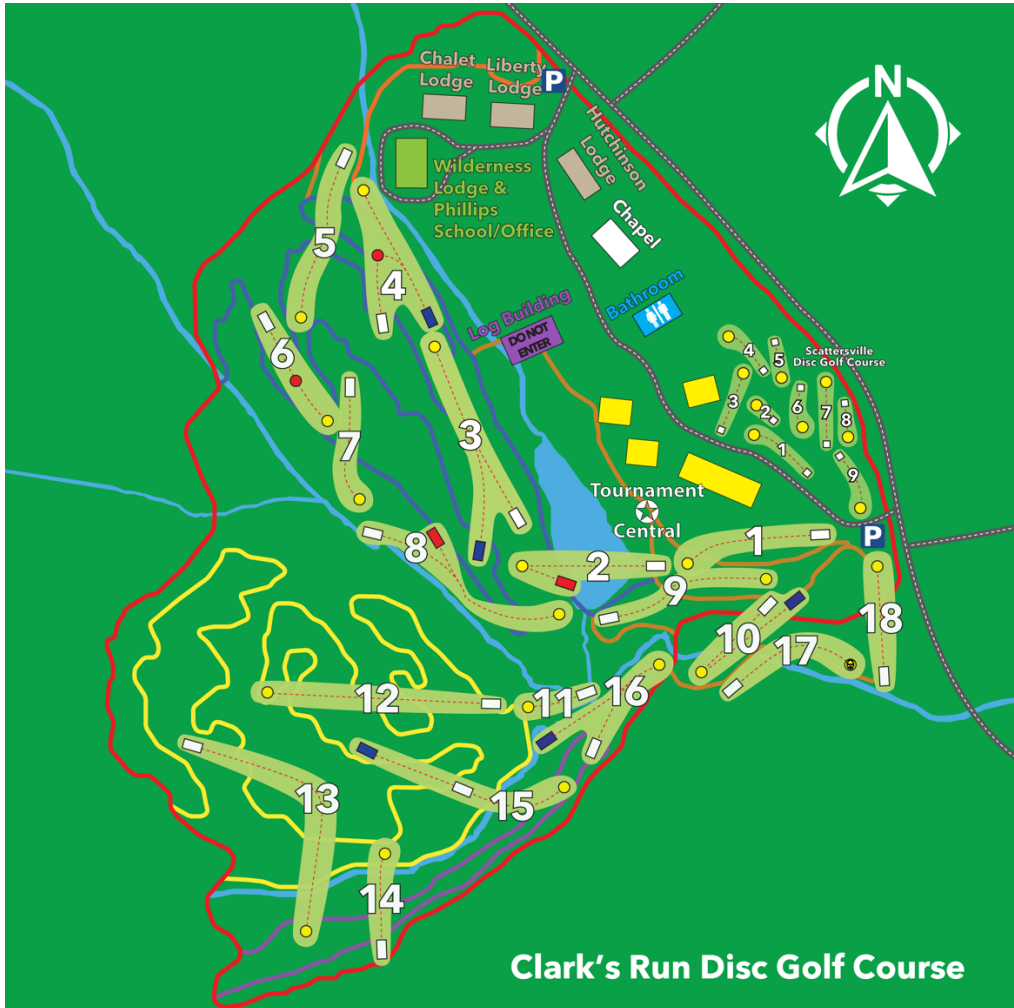 Chalet
Lodge
Liberty
Lodge
P
N
Hutchinson
Lodge
Wilderness
Lodge &
Phillips
School/Office
Chapel
Bathroom
Log Building
DO NOT
ENTER
Scattersville
Disc Golf Course
4
5
3
2
6
7
8
1
9
Tournament
Central
P
5
4
6
3
7
8
2
1
9
18
10
17
11
16
12
13
15
14
Clark's Run Disc Golf Course